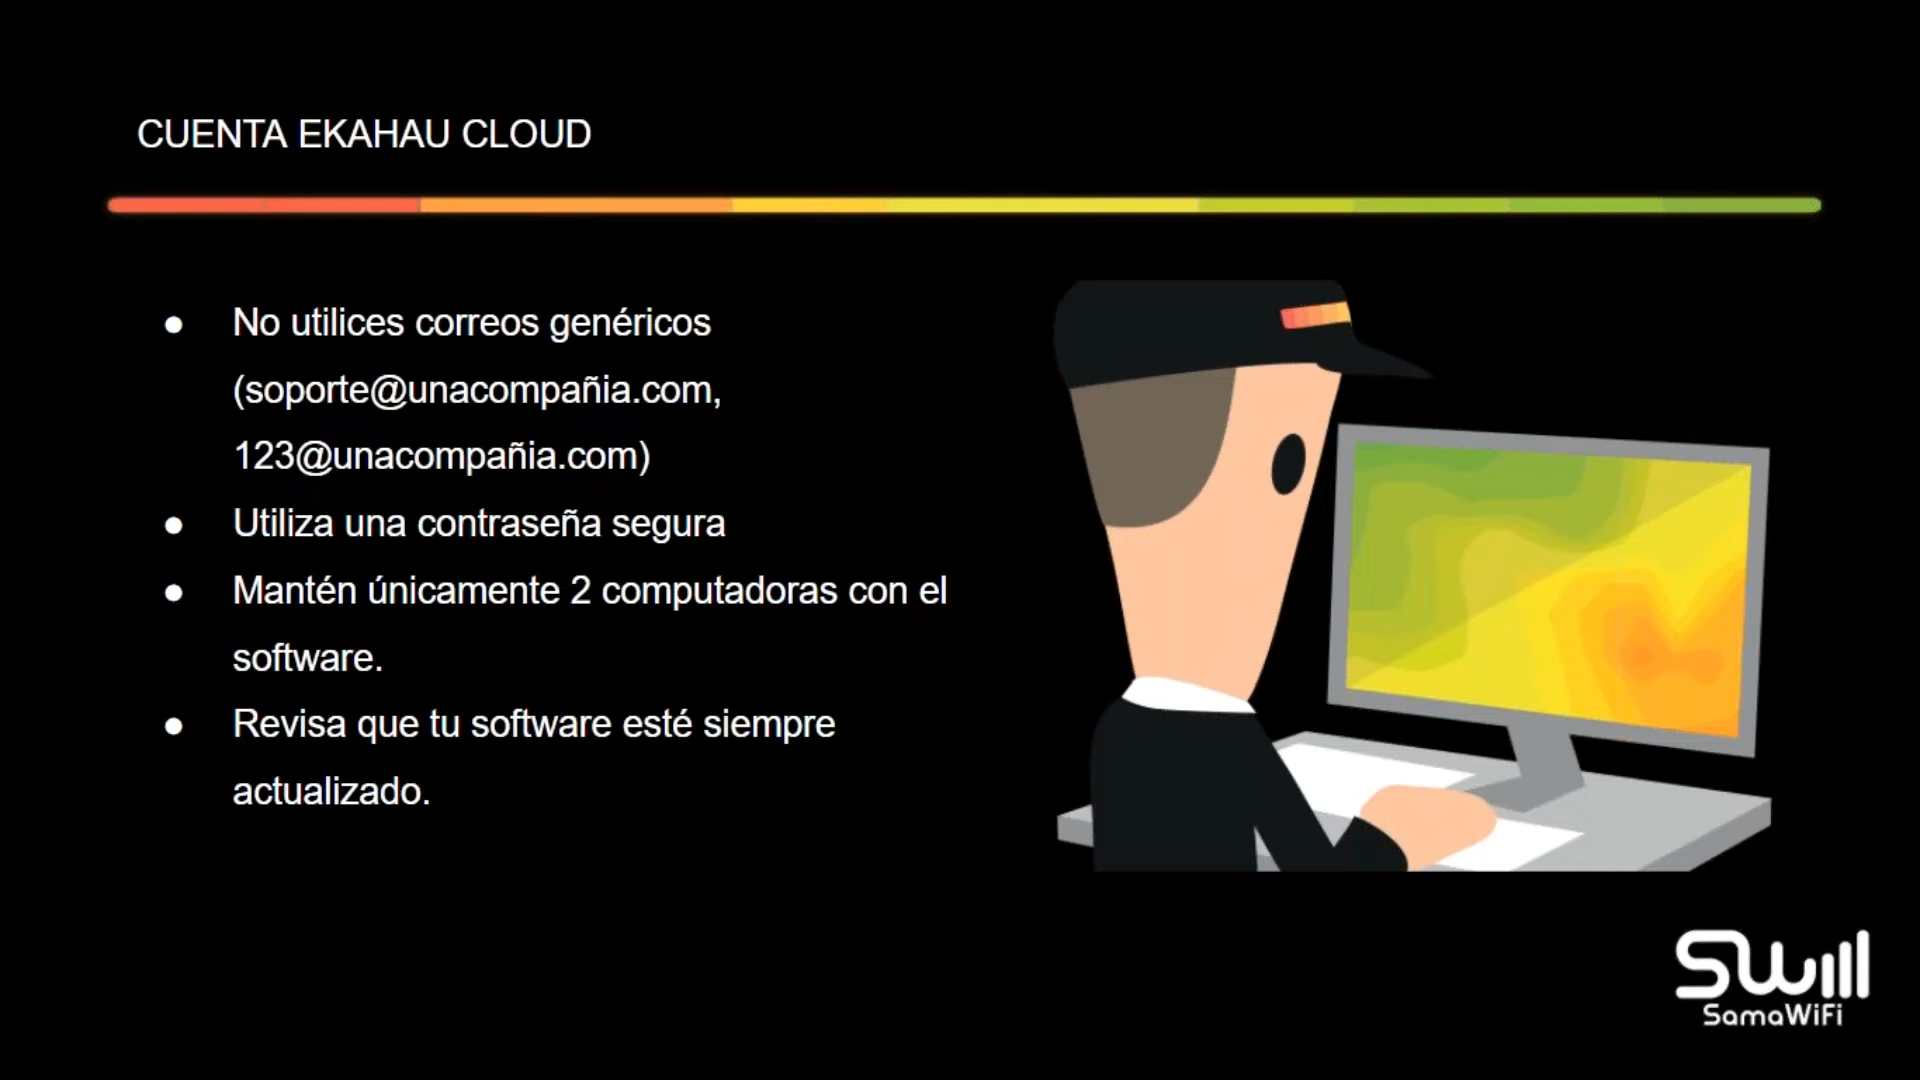 CUENTA EKAHAU CLOUD
● No utilices correos genéricos
(soporte@unacompañia.com,
123@unacompañia.com)
● Utiliza una contraseña segura
● Mantén únicamente 2 computadoras con el
software.
● Revisa que tu software esté siempre
actualizado.
SW
SamaWiFi